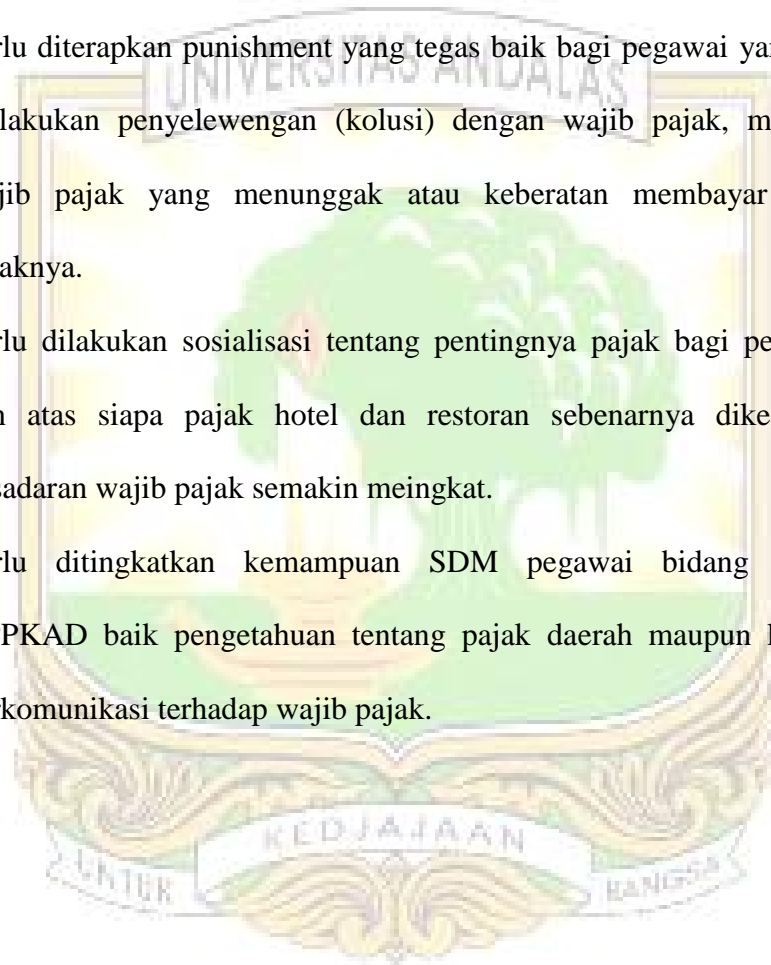 UNIVERSITAS ANDALAS
rlu diterapkan punishment yang tegas baik bagi pegawai yan
lakukan penyelewengan (kolusi) dengan wajib pajak, m
jib pajak yang menunggak atau keberatan membayar
aknya.
rlu dilakukan sosialisasi tentang pentingnya pajak bagi pe
n atas siapa pajak hotel dan restoran sebenarnya dike
sadaran wajib pajak semakin meingkat.
rlu ditingkatkan kemampuan SDM pegawai bidang
PKAD baik pengetahuan tentang pajak daerah maupun
rkomunikasi terhadap wajib pajak.
UNTUK KEDJAJAAN BANGSA